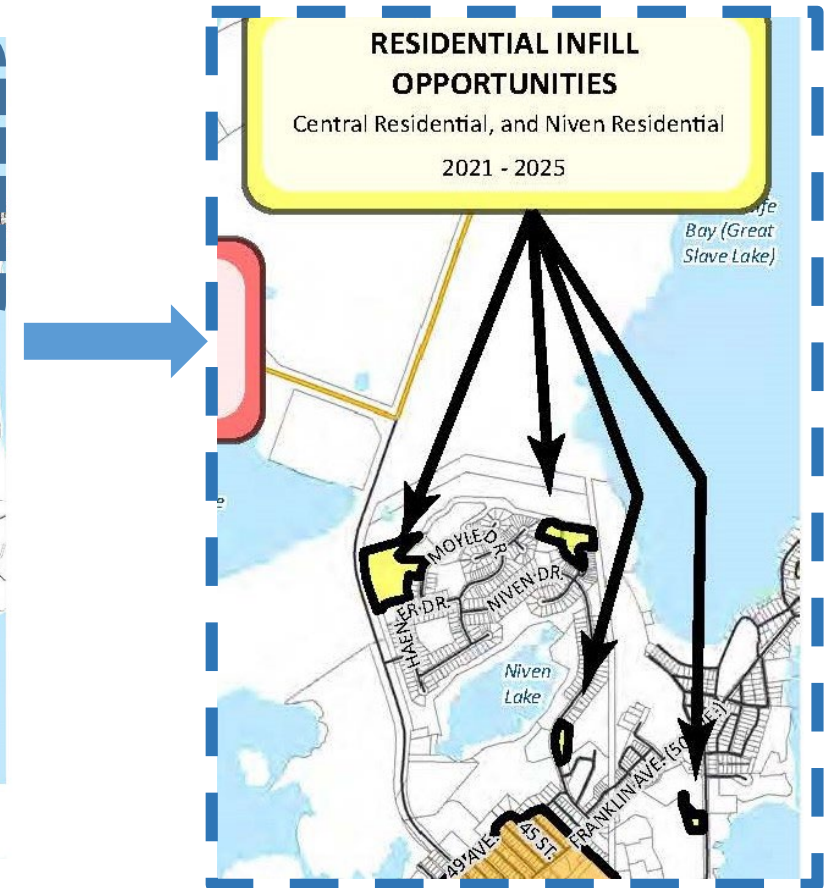 RESIDENTIAL INFILL
OPPORTUNITIES
Central Residential, and Niven Residential
2021 - 2025
Bay (Great
Slave Lake)
MOYLE DR.
NIVEN DR.
HAENER DR.
Niven
Lake
FRANKLIN AVE.
49 AVE.
45 ST.